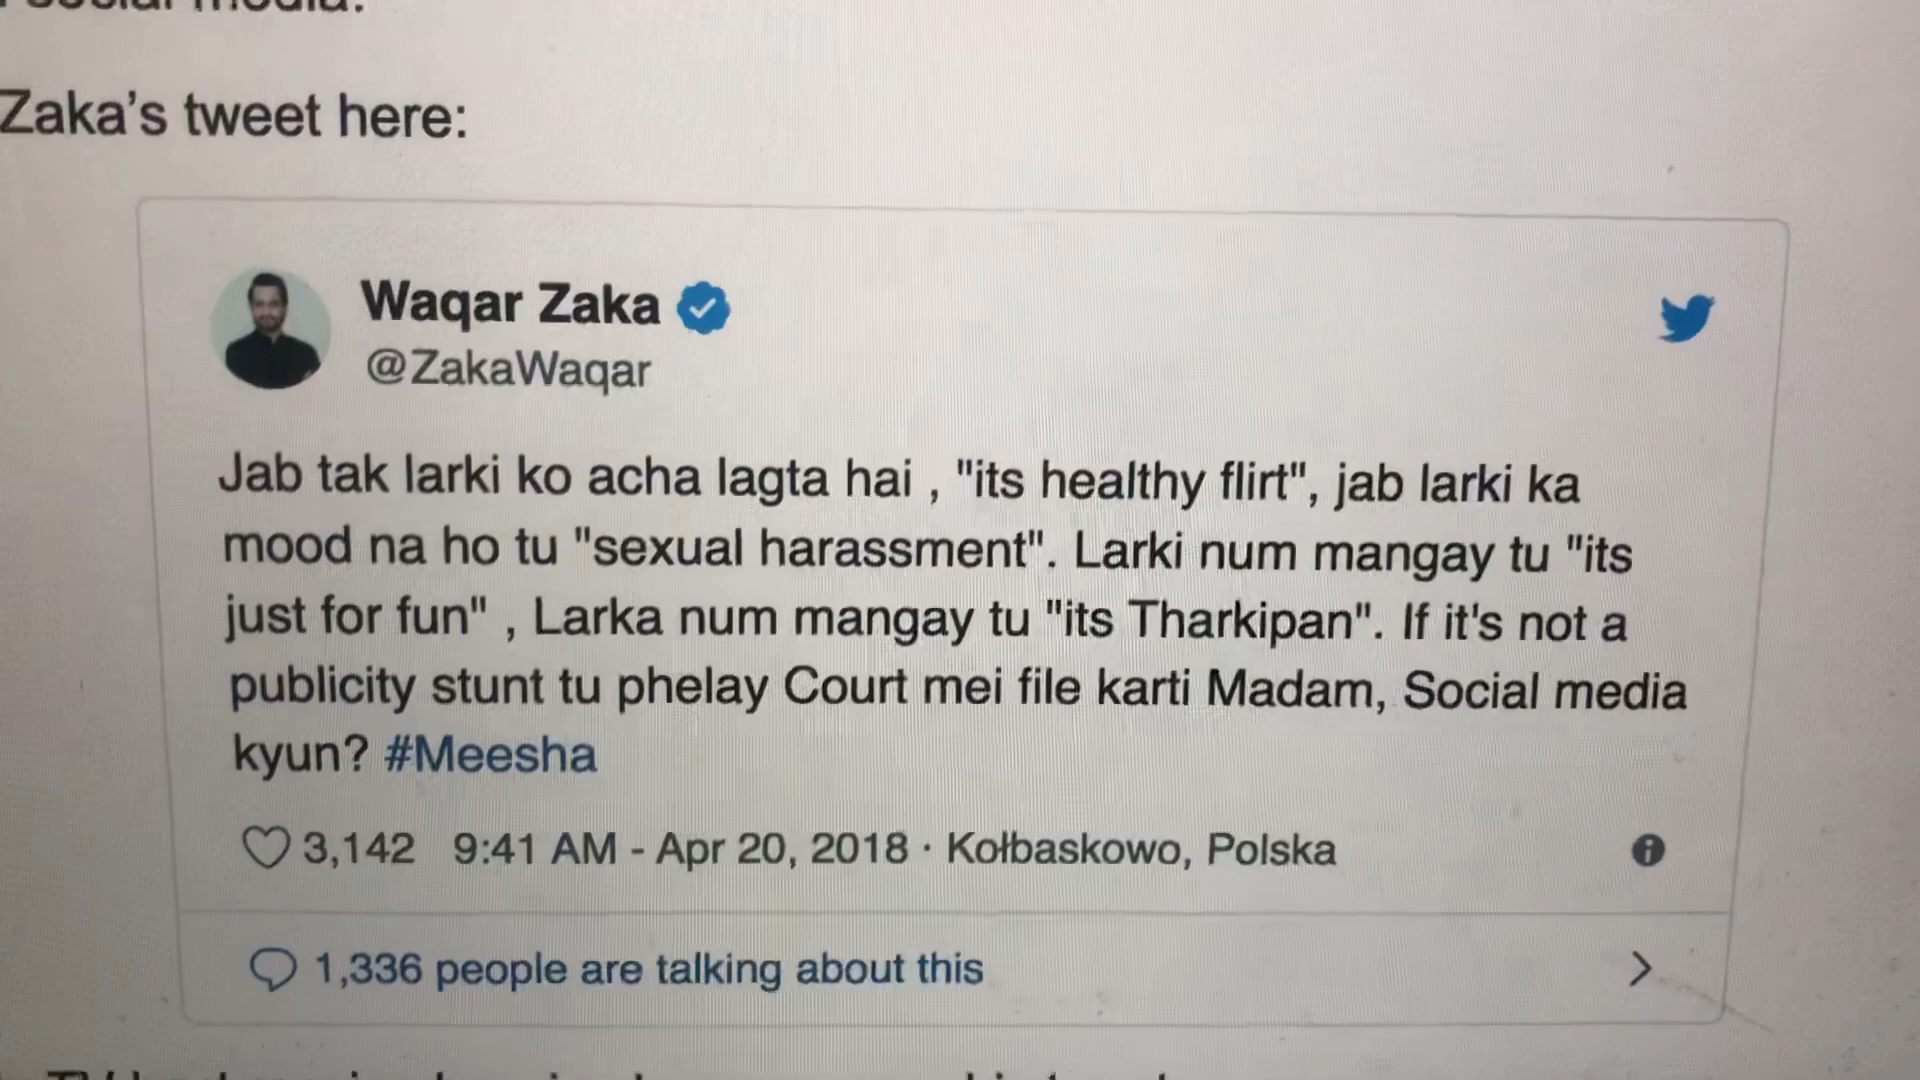 social media.
Zaka's tweet here:
Waqar Zaka
@ZakaWaqar
Jab tak larki ko acha lagta hai , "its healthy flirt", jab larki ka
mood na ho tu "sexual harassment". Larki num mangay tu "its
just for fun" , Larka num mangay tu "its Tharkipan". If it's not a
publicity stunt tu phelay Court mei file karti Madam, Social media
kyun? #Meesha
3,142 9:41 AM - Apr 20, 2018 · Kołbaskowo, Polska
1,336 people are talking about this